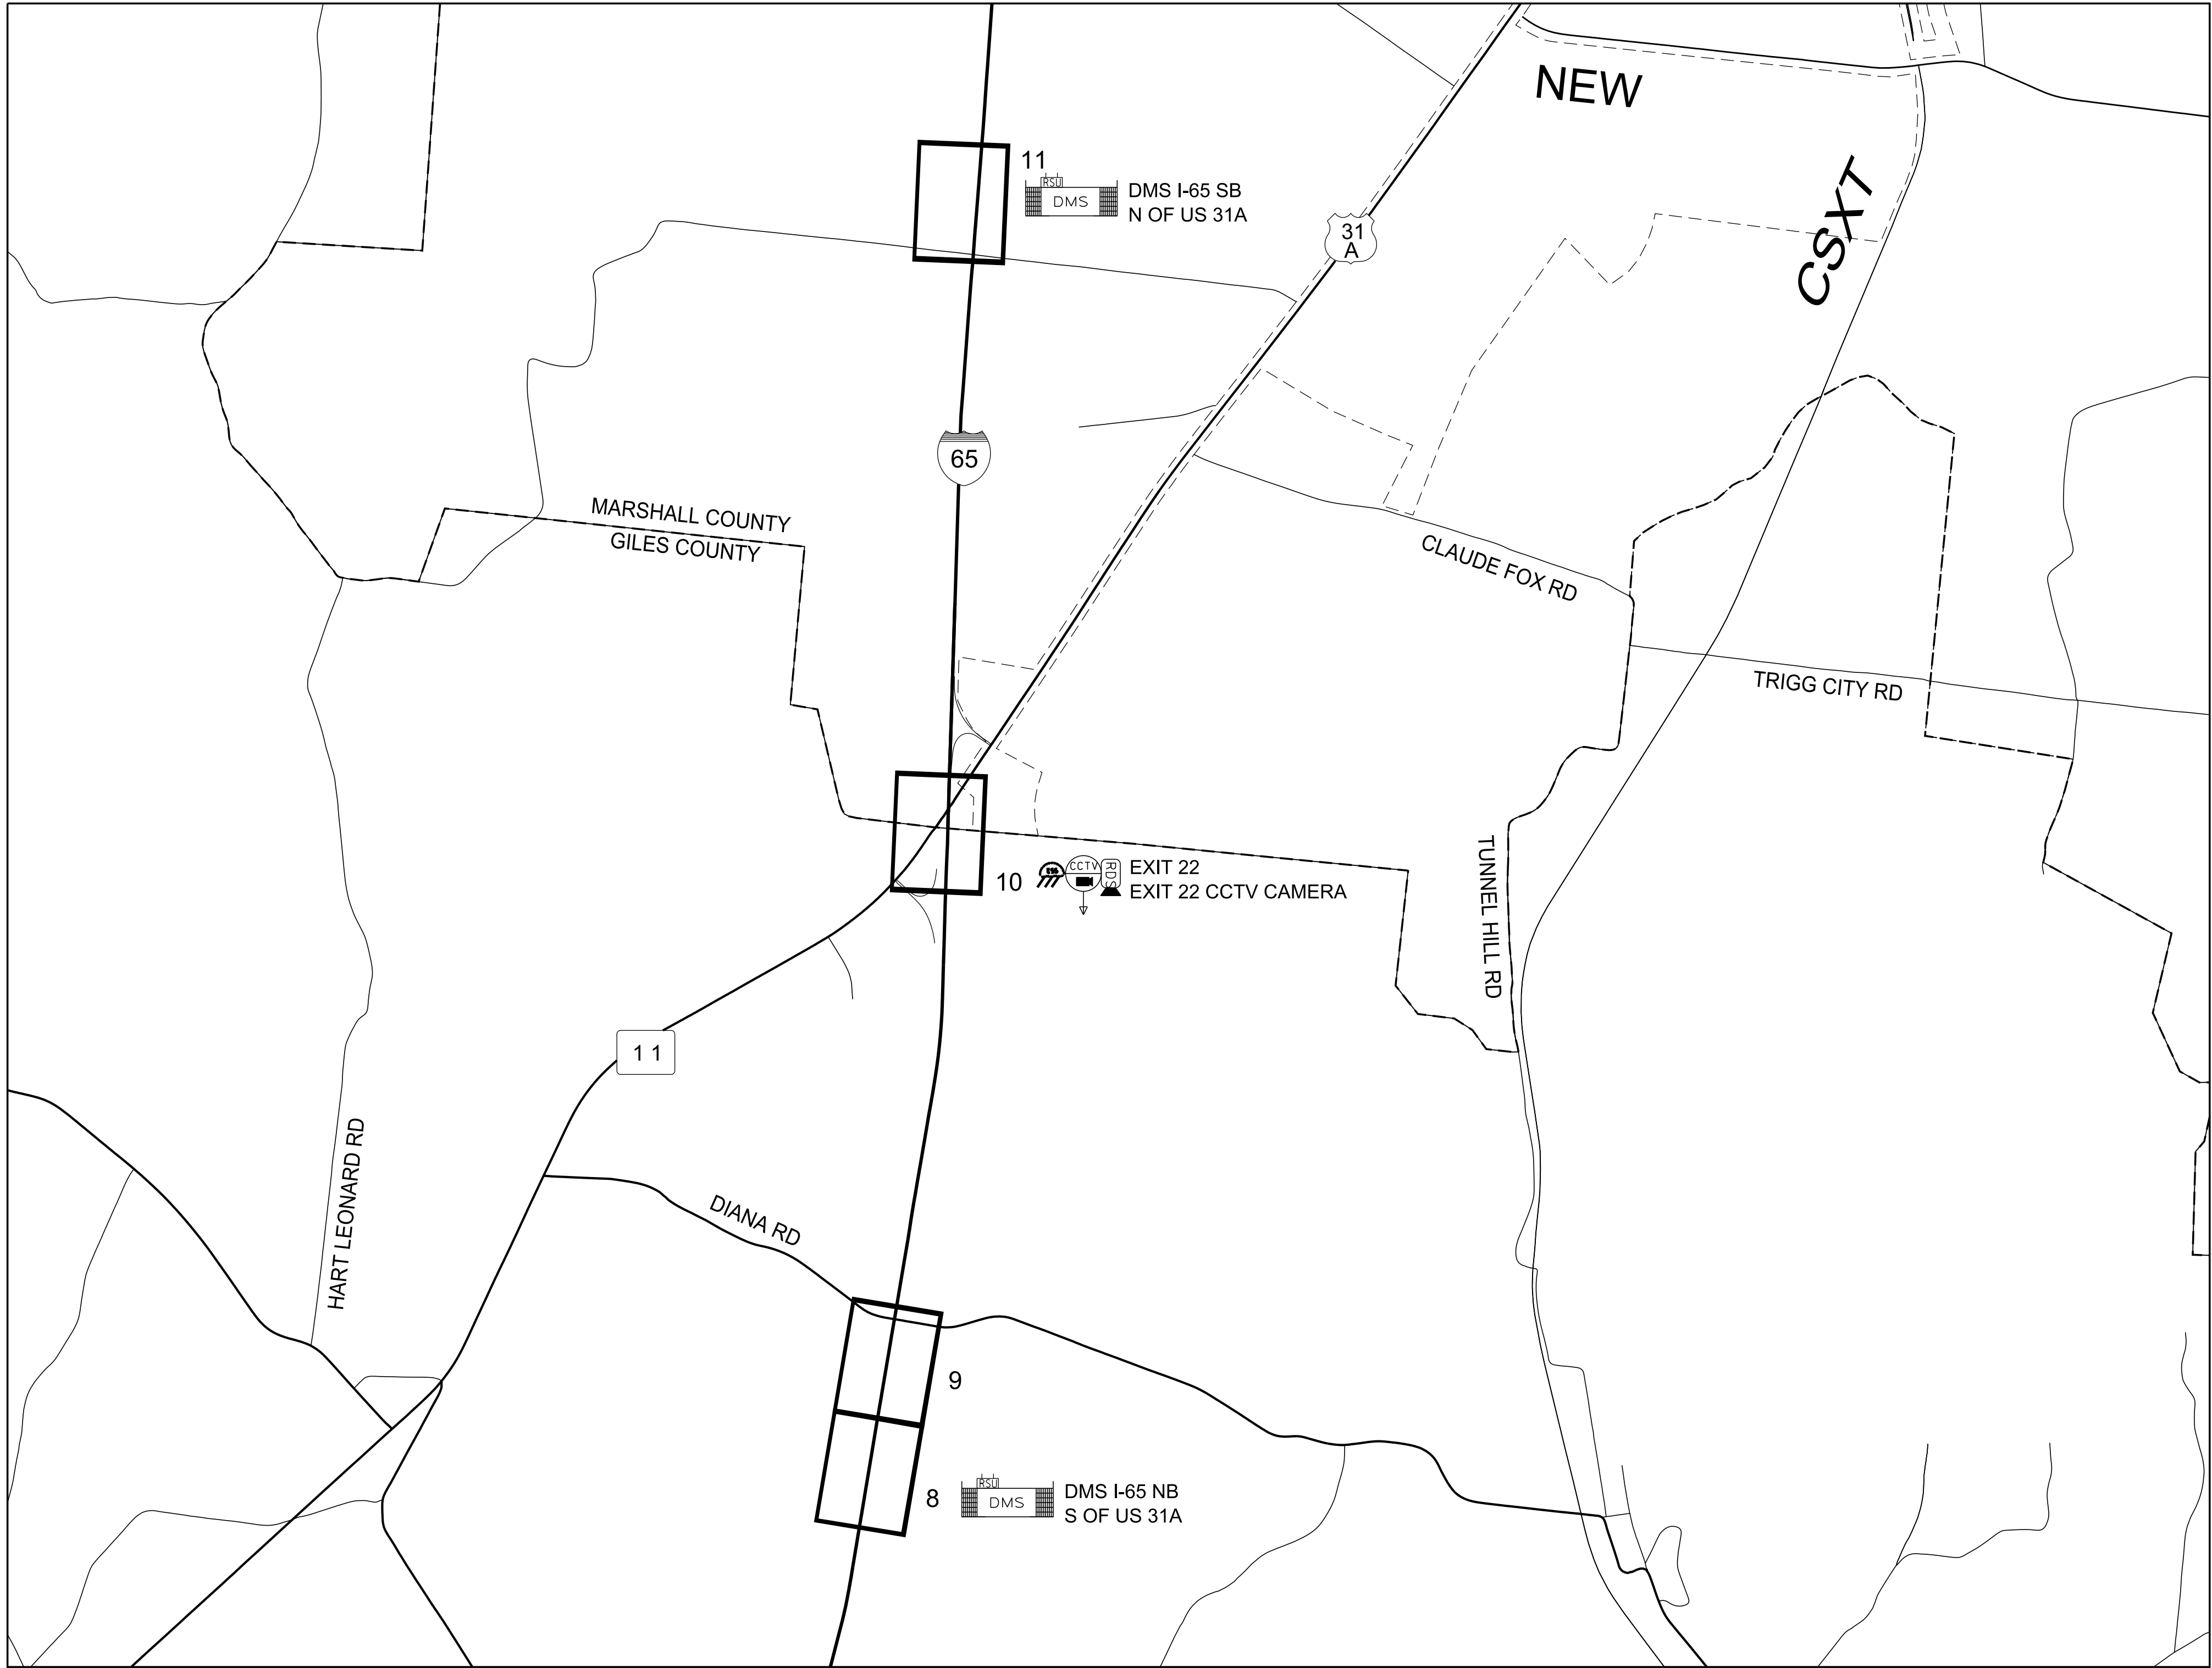 NEW
11
RSU
DMS
DMS I-65 SB
N OF US 31A
31
A
CSXT
65
MARSHALL COUNTY
GILES COUNTY
CLAUDE FOX RD
TRIGG CITY RD
10
CCTV
RDS
EXIT 22
EXIT 22 CCTV CAMERA
TUNNEL HILL RD
11
HART LEONARD RD
DIANA RD
9
8
RSU
DMS
DMS I-65 NB
S OF US 31A